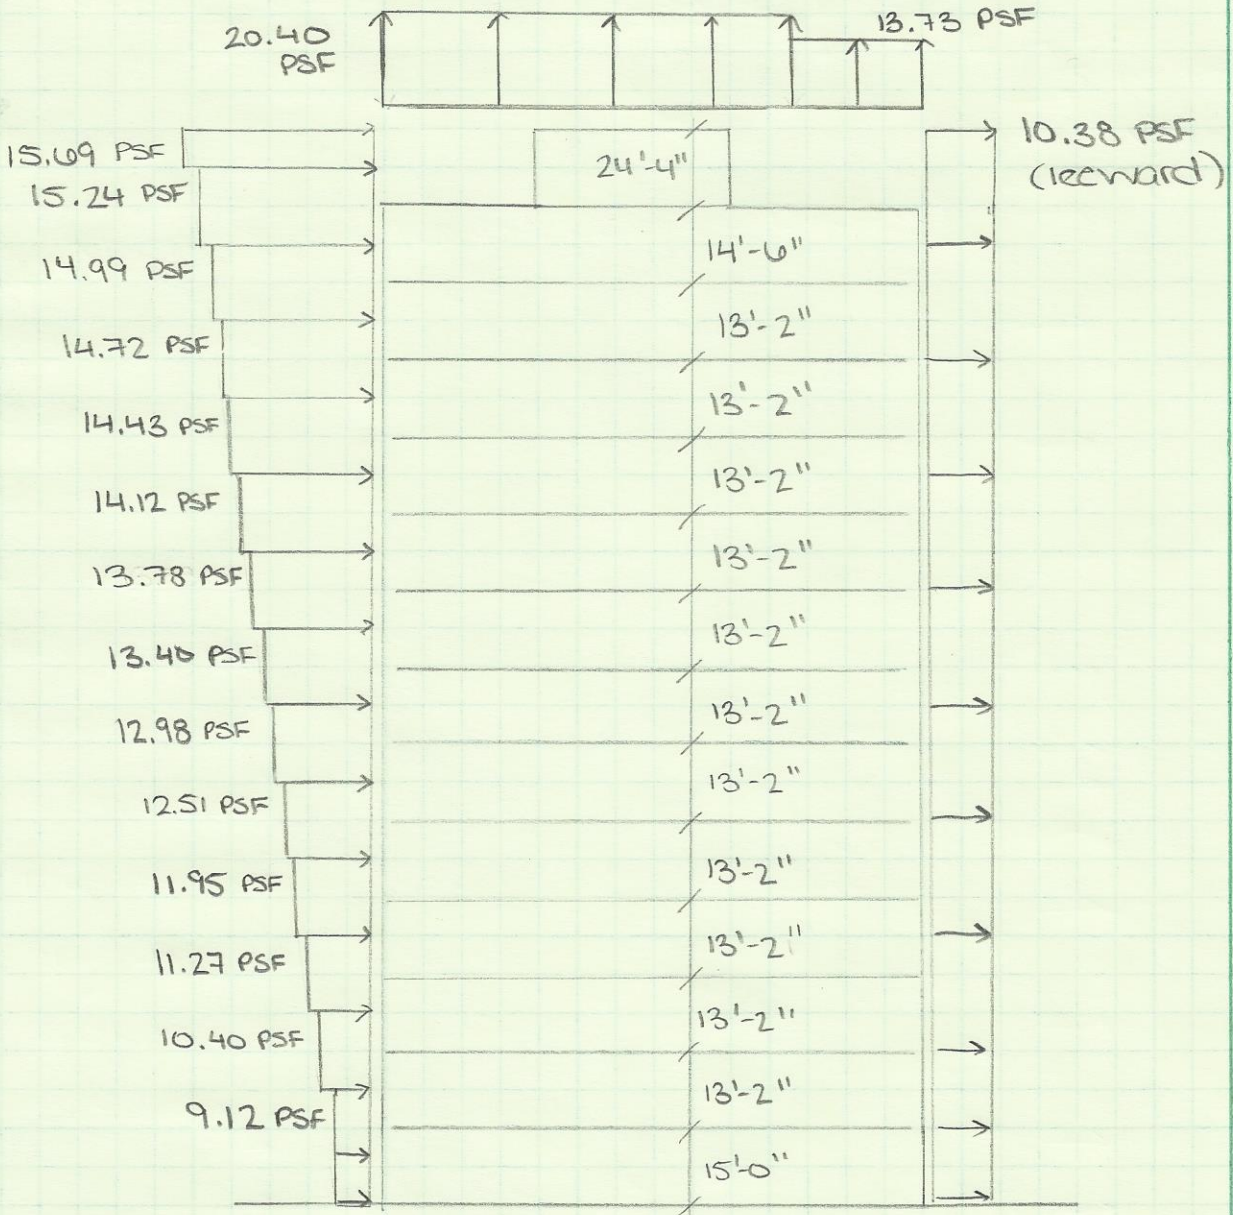 20.40
PSF
13.73 PSF
15.69 PSF
15.24 PSF
14.99 PSF
14.72 PSF
14.43 PSF
14.12 PSF
13.78 PSF
13.40 PSF
12.98 PSF
12.51 PSF
11.95 PSF
11.27 PSF
10.40 PSF
9.12 PSF
24'-4"
14'-6"
13'-2"
13'-2"
13'-2"
13'-2"
13'-2"
13'-2"
13'-2"
13'-2"
13'-2"
13'-2"
13'-2"
15'-0"
10.38 PSF
(leeward)